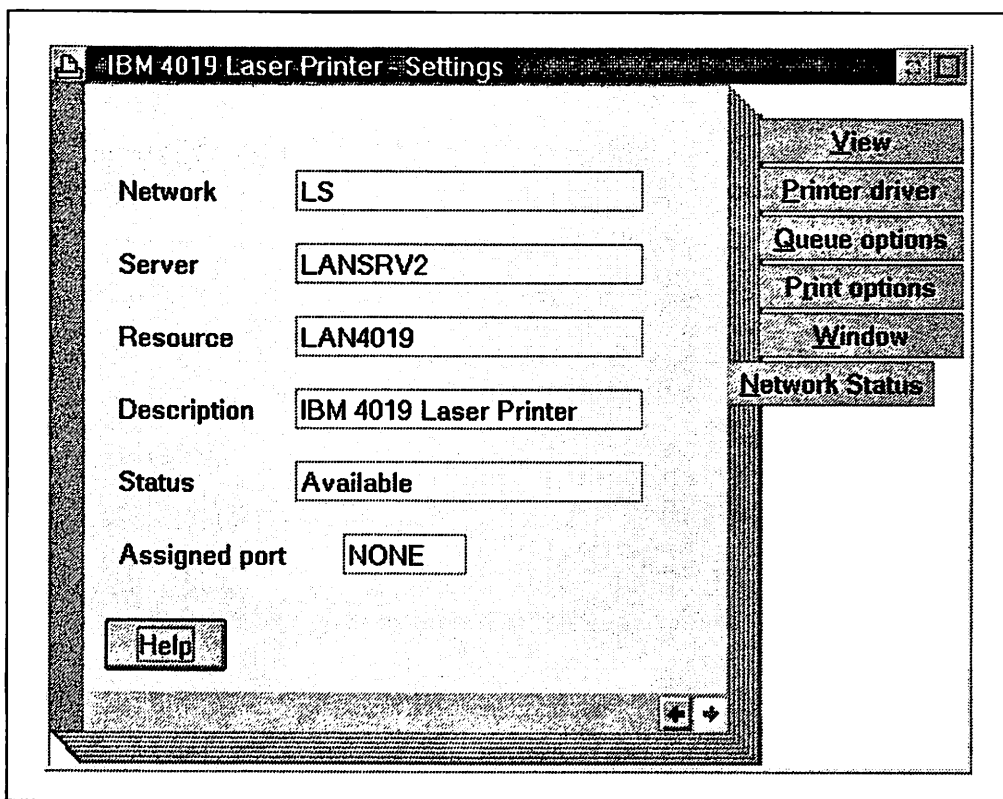 IBM 4019 Laser Printer - Settings
Network LS
Server LANSRV2
Resource LAN4019
Description IBM 4019 Laser Printer
Status Available
Assigned port NONE
Help
View
Printer driver
Queue options
Print options
Window
Network Status